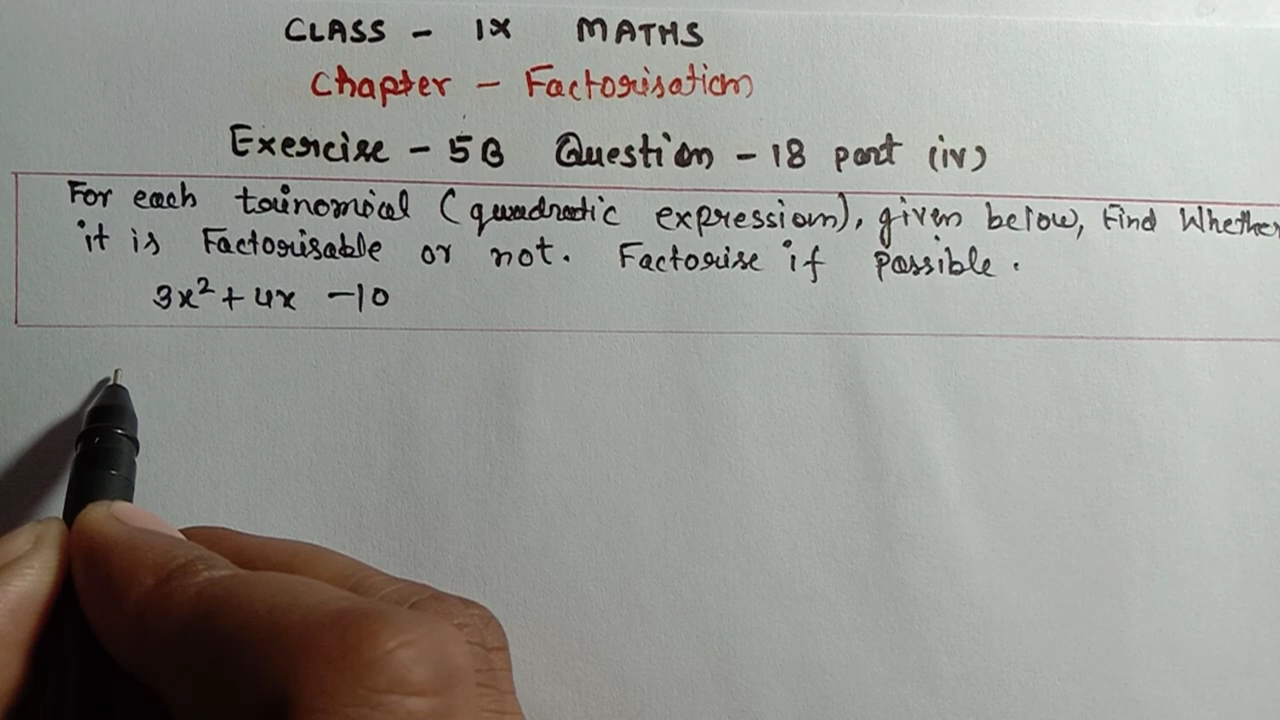 CLASS - IX MATHS
Chapter - Factorisation
Exercise - 5B Question - 18 part (iv)
For each trinomial (quadratic expression), given below, Find Whether
it is Factorisable or not. Factorise if possible.
3x² + 4x - 10